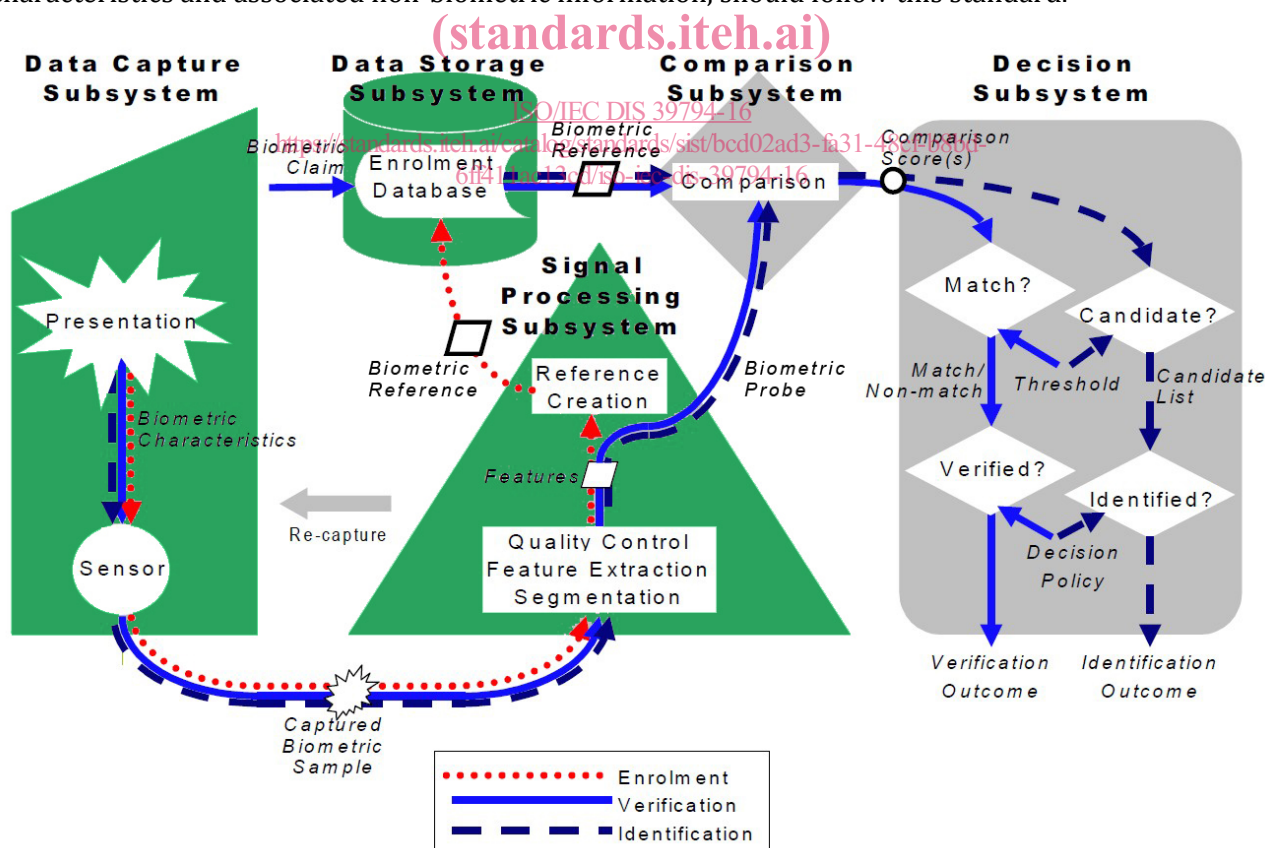 characteristics and associated non-biometric information, should follow this standard.
(standards.iteh.ai)
Data Capture
Subsystem
Data Storage
Subsystem
Comparison
Subsystem
Decision
Subsystem
ISO/IEC DIS 39794-16
Biometric
Claim
Enrolment
Database
Biometric
Reference
Comparison
Comparison
Score(s)
Presentation
Biometric
Characteristics
Sensor
Signal
Processing
Subsystem
Biometric
Reference
Reference
Creation
Biometric
Probe
Features
Re-capture
Quality Control
Feature Extraction
Segmentation
Match?
Candidate?
Match/
Non-match
Threshold
Candidate
List
Verified?
Identified?
Decision
Policy
Verification
Outcome
Identification
Outcome
Captured
Biometric
Sample
Enrolment
Verification
Identification